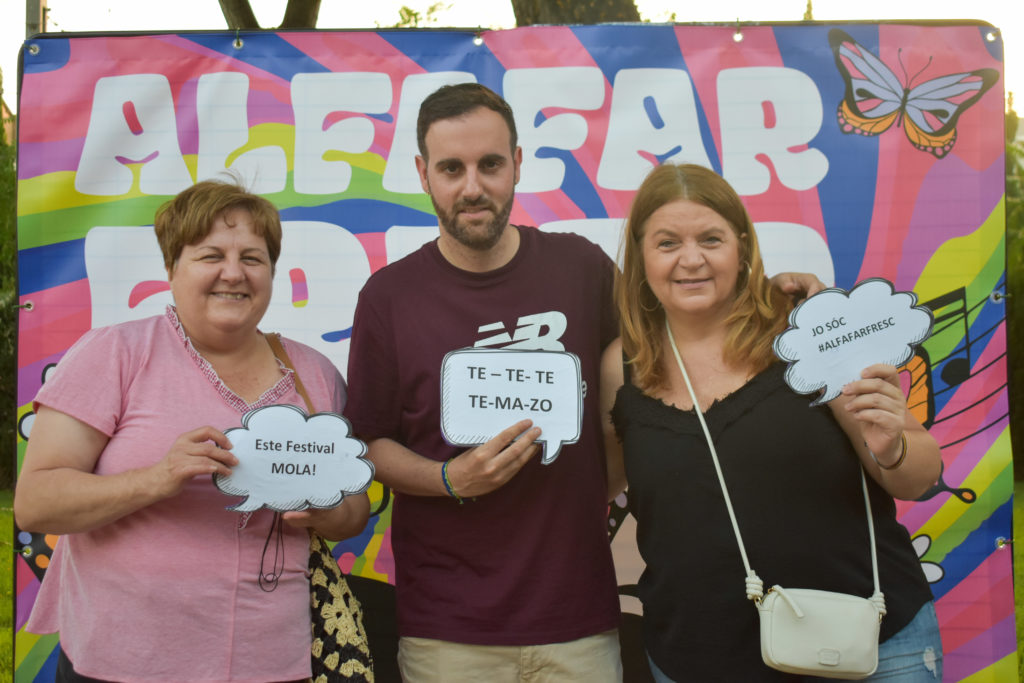 ALFAFAR
Este Festival
MOLA!
TE – TE- TE
TE-MA-ZO
JO SÓC
#ALFAFARFRESC